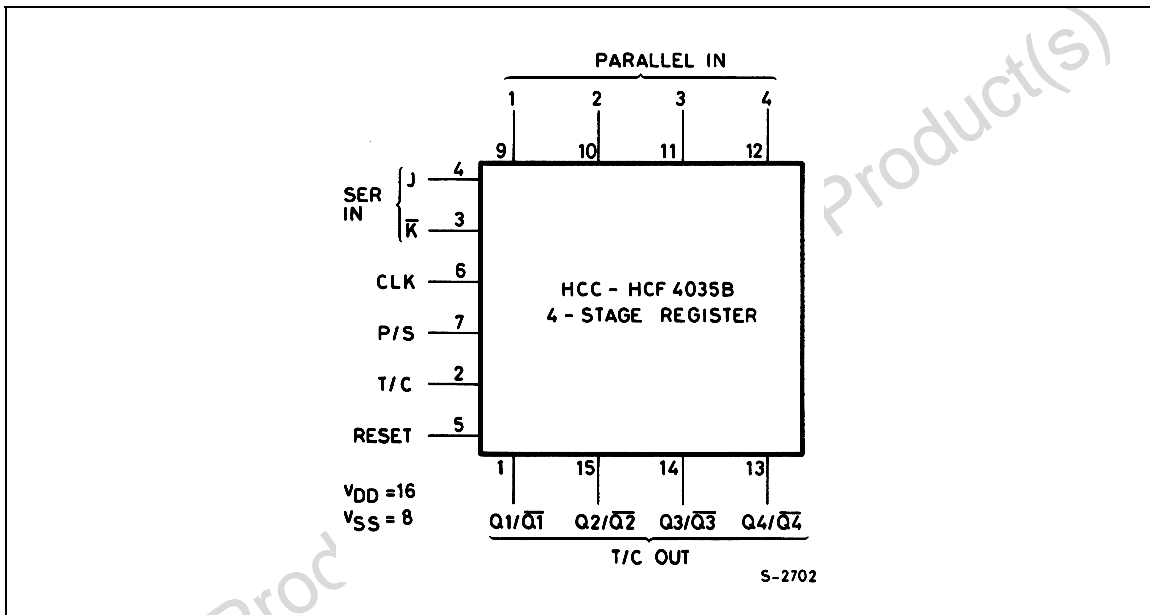 PARALLEL IN
1 2 3 4
9 10 11 12
SER IN
J 4
K̅ 3
CLK 6
P/S 7
T/C 2
RESET 5
HCC - HCF 4035B
4 - STAGE REGISTER
1 15 14 13
VDD =16
VSS = 8
Q1/Q̅1̅ Q2/Q̅2̅ Q3/Q̅3̅ Q4/Q̅4̅
T/C OUT
S-2702
Product(s)